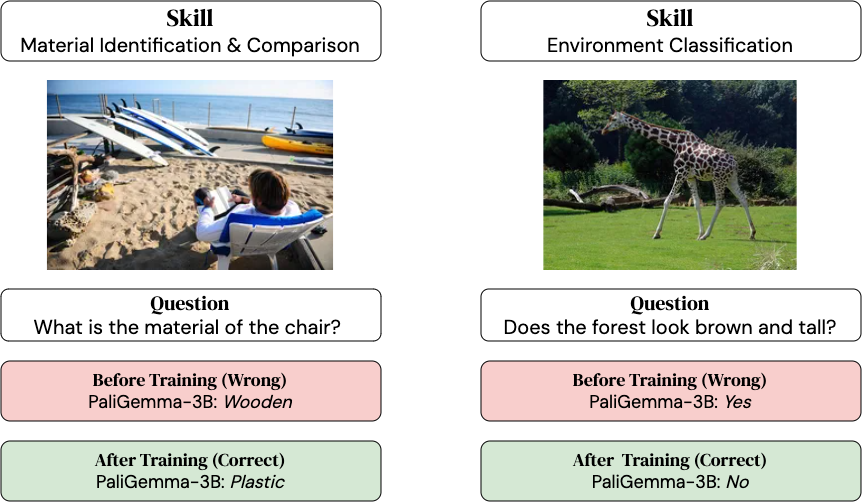 Skill
Material Identification & Comparison
Question
What is the material of the chair?
Before Training (Wrong)
PaliGemma-3B: Wooden
After Training (Correct)
PaliGemma-3B: Plastic
Skill
Environment Classification
Question
Does the forest look brown and tall?
Before Training (Wrong)
PaliGemma-3B: Yes
After Training (Correct)
PaliGemma-3B: No